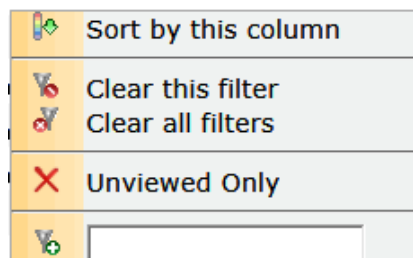 Sort by this column
Clear this filter
Clear all filters
Unviewed Only